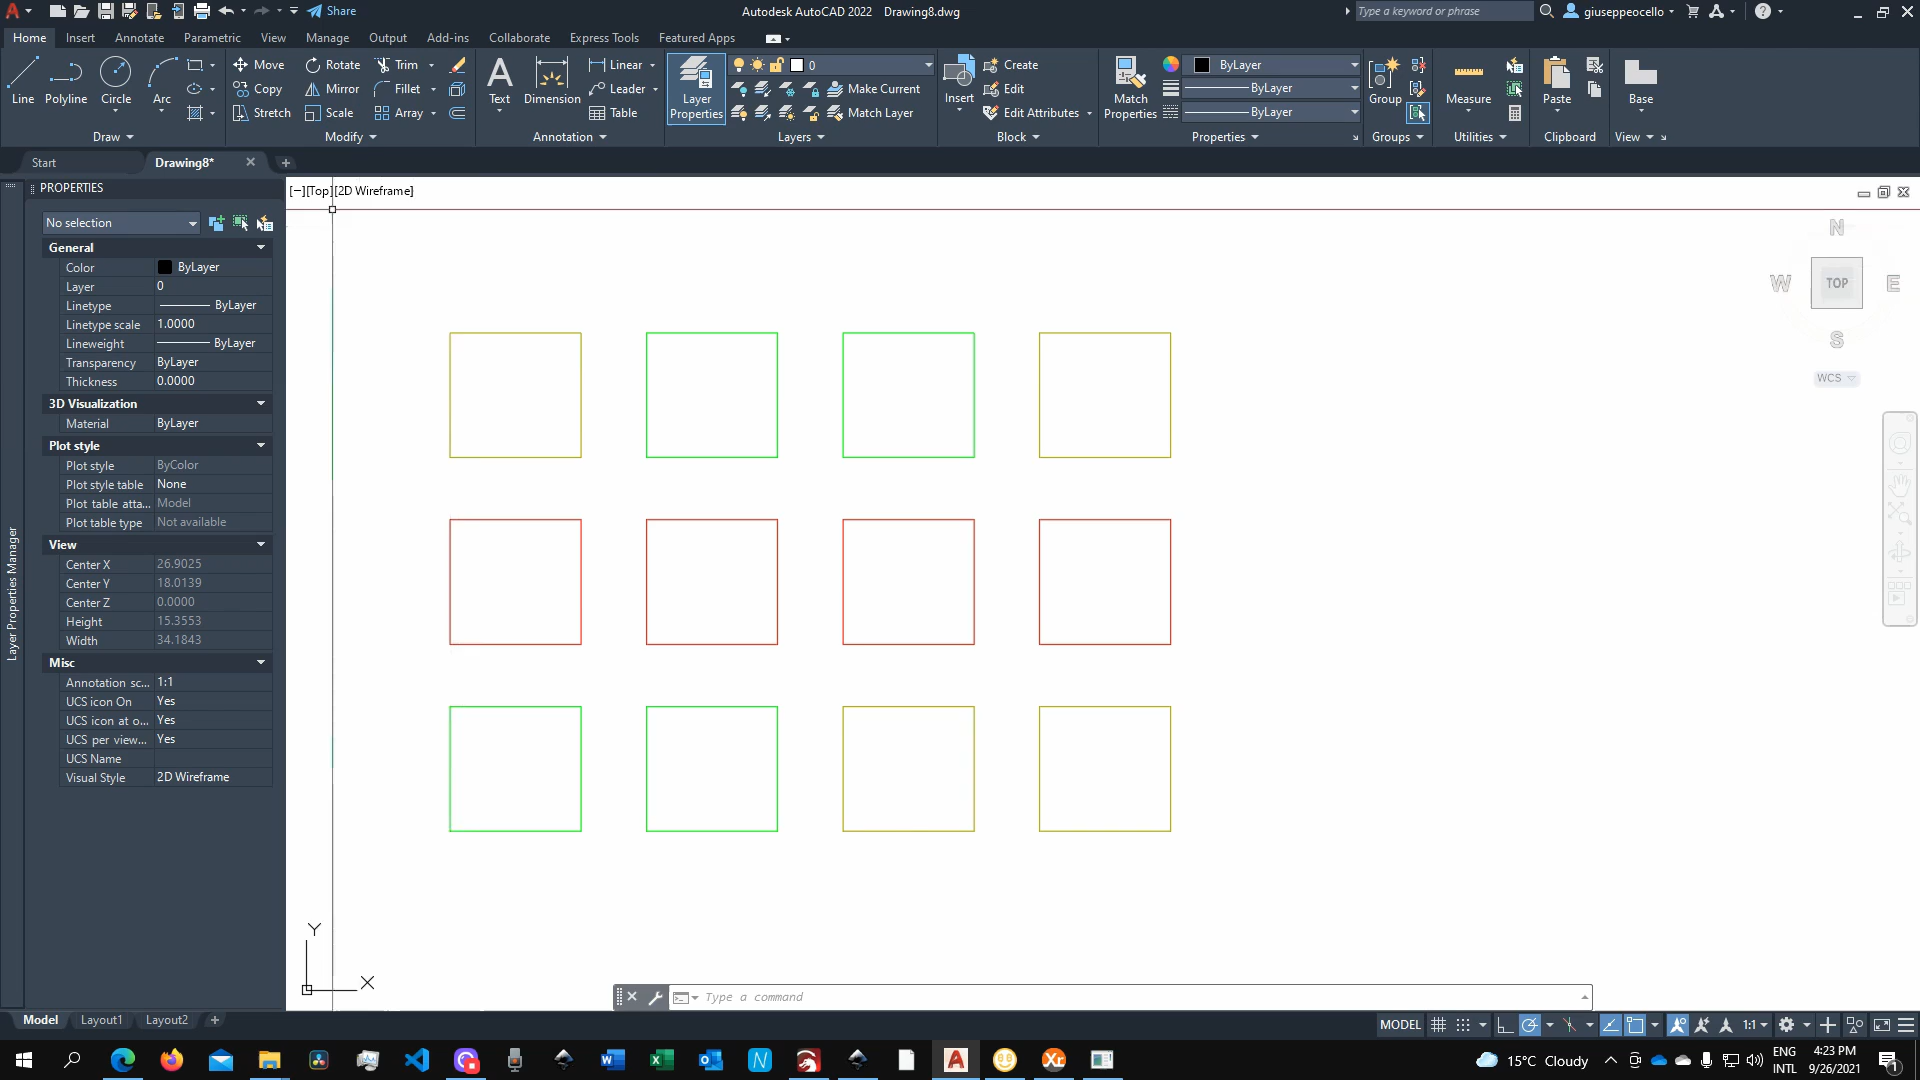 Share
Autodesk AutoCAD 2022 Drawing8.dwg
Type a keyword or phrase
giuseppeocello
Home Insert Annotate Parametric View Manage Output Add-ins Collaborate Express Tools Featured Apps
Line Polyline Circle Arc
Move Rotate Trim
Copy Mirror Fillet
Stretch Scale Array
Text Dimension
Linear
Leader
Table
Layer Properties
0
Make Current
Match Layer
Insert
Create
Edit
Edit Attributes
Match Properties
ByLayer
ByLayer
ByLayer
Group
Measure
Paste
Base
Draw Modify Annotation Layers Block Properties Groups Utilities Clipboard View
Start Drawing8*
PROPERTIES
[−][Top][2D Wireframe]
No selection
General
Color ByLayer
Layer 0
Linetype ByLayer
Linetype scale 1.0000
Lineweight ByLayer
Transparency ByLayer
Thickness 0.0000
3D Visualization
Material ByLayer
Plot style
Plot style ByColor
Plot style table None
Plot table atta... Model
Plot table type Not available
View
Center X 26.9025
Center Y 18.0139
Center Z 0.0000
Height 15.3553
Width 34.1843
Misc
Annotation sc... 1:1
UCS icon On Yes
UCS icon at o... Yes
UCS per view... Yes
UCS Name
Visual Style 2D Wireframe
Layer Properties Manager
N
W TOP E
S
WCS
Y
X
Type a command
Model Layout1 Layout2
MODEL
1:1
15°C Cloudy
ENG
INTL
4:23 PM
9/26/2021
1